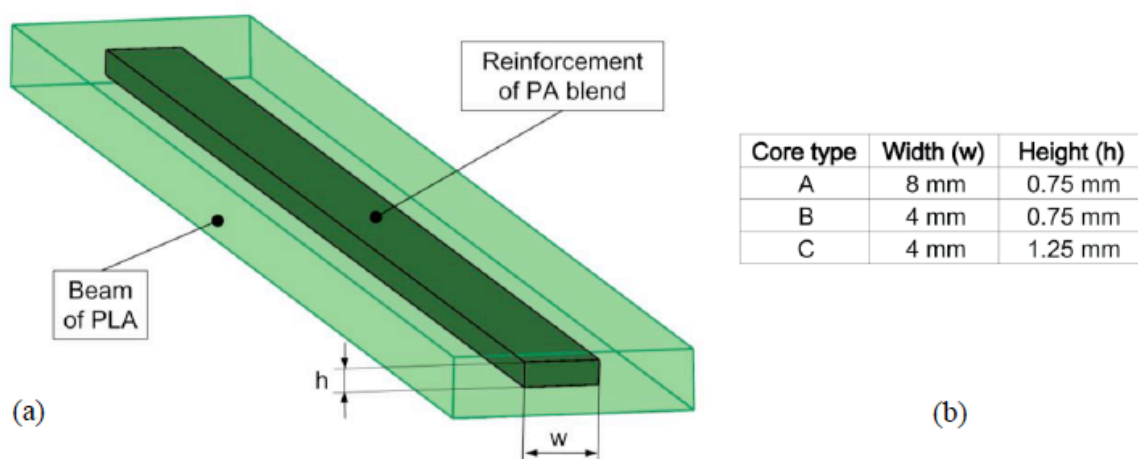 Reinforcement
of PA blend
Beam
of PLA
h
w
(a)
Core type Width (w) Height (h)
A 8 mm 0.75 mm
B 4 mm 0.75 mm
C 4 mm 1.25 mm
(b)